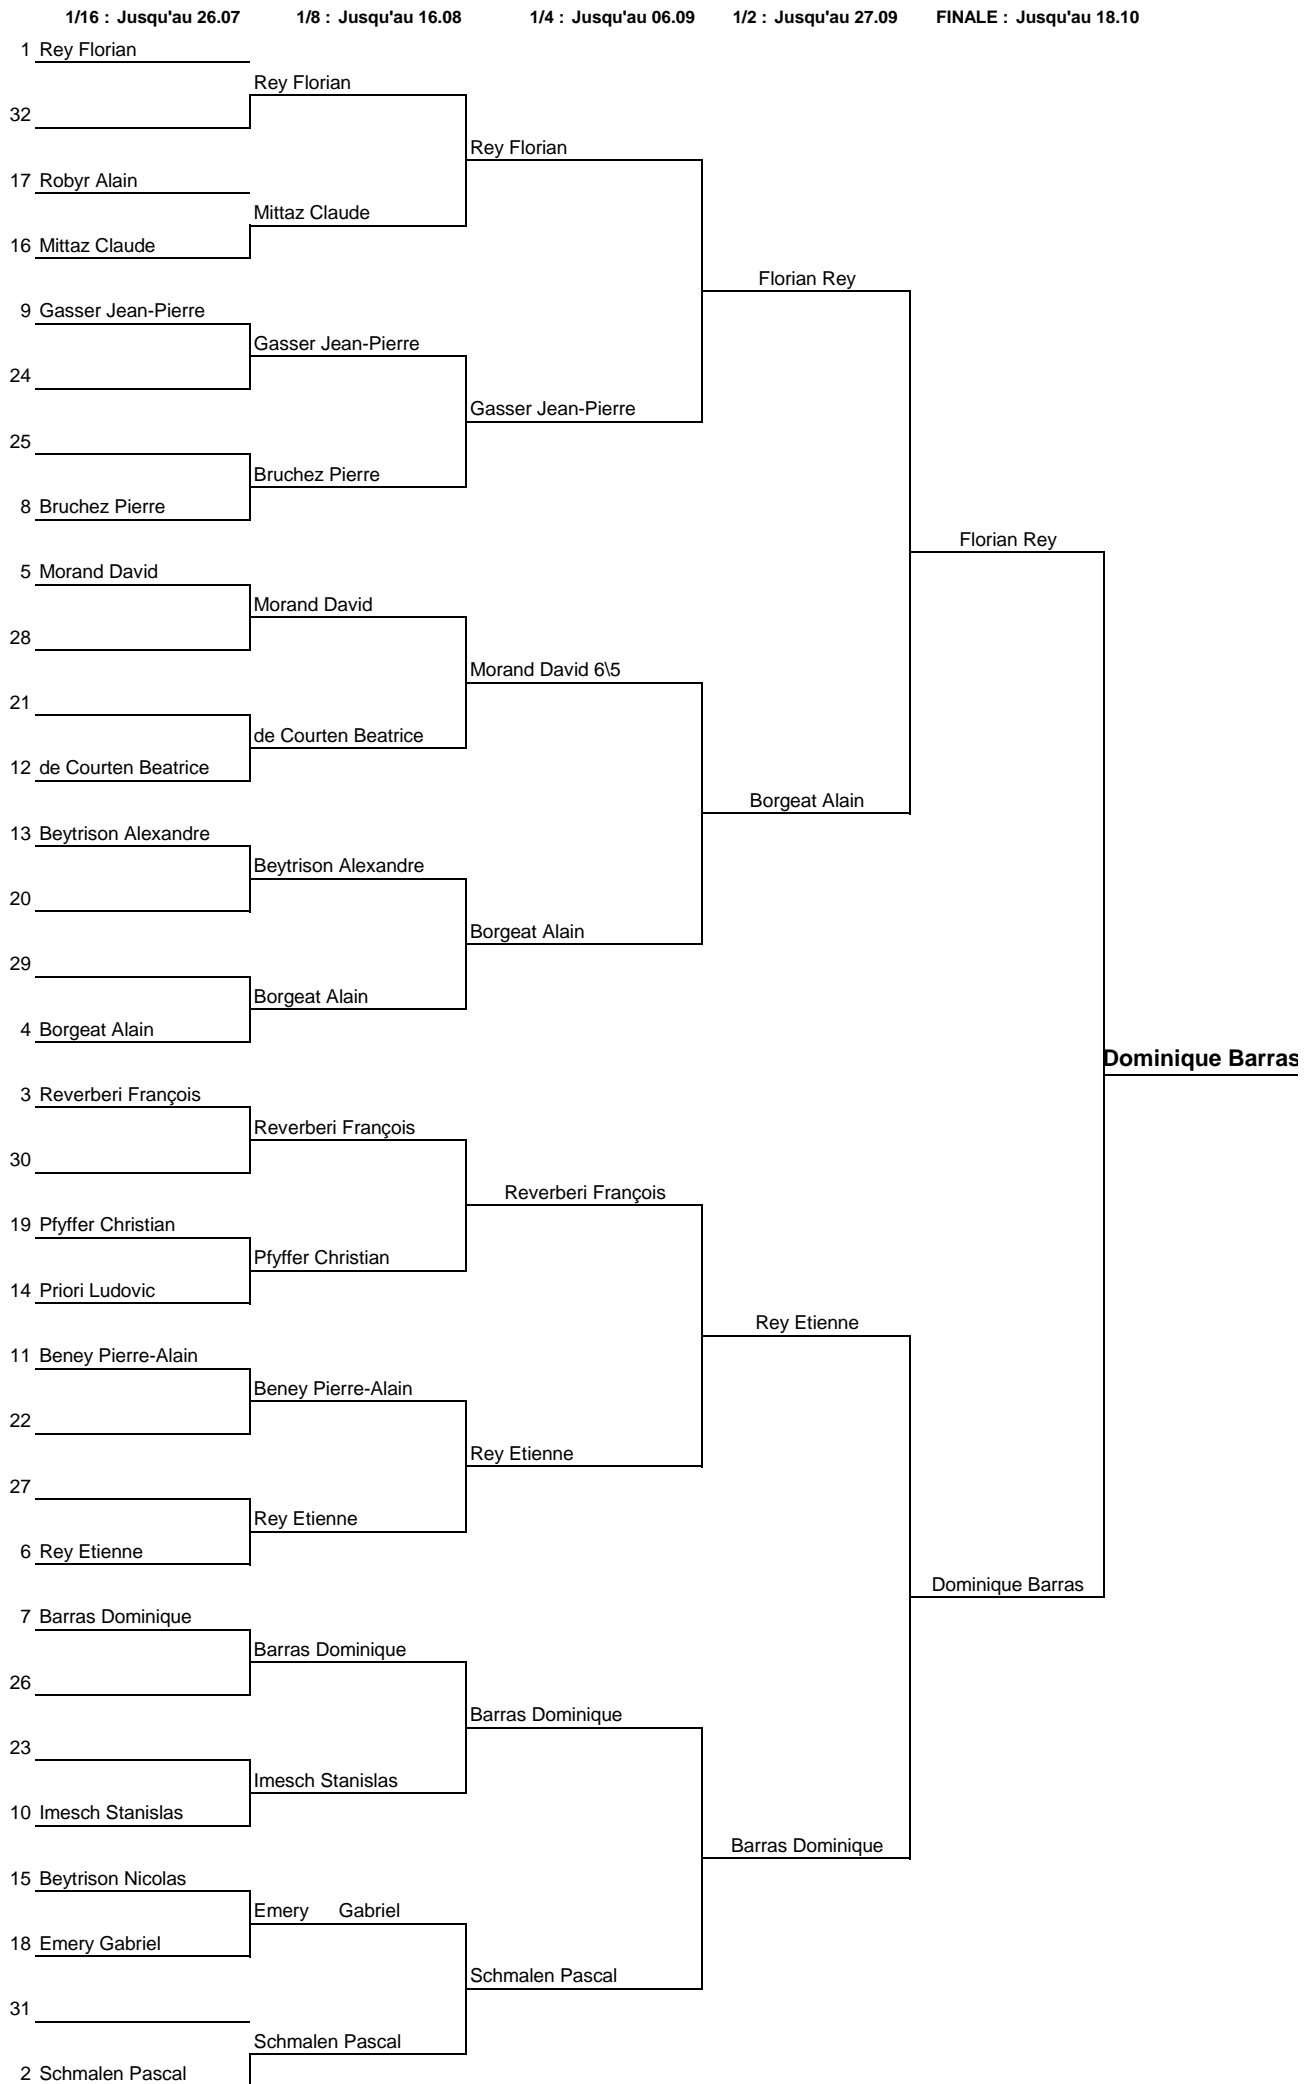 1/16 : Jusqu'au 26.07 1/8 : Jusqu'au 16.08 1/4 : Jusqu'au 06.09 1/2 : Jusqu'au 27.09 FINALE : Jusqu'au 18.10
1 Rey Florian
Rey Florian
32
Rey Florian
17 Robyr Alain
Mittaz Claude
16 Mittaz Claude
Florian Rey
9 Gasser Jean-Pierre
Gasser Jean-Pierre
24
Gasser Jean-Pierre
25
Bruchez Pierre
8 Bruchez Pierre
Florian Rey
5 Morand David
Morand David
28
Morand David 6\5
21
de Courten Beatrice
12 de Courten Beatrice
Borgeat Alain
13 Beytrison Alexandre
Beytrison Alexandre
20
Borgeat Alain
29
Borgeat Alain
4 Borgeat Alain
Dominique Barras
3 Reverberi François
Reverberi François
30
Reverberi François
19 Pfyffer Christian
Pfyffer Christian
14 Priori Ludovic
Rey Etienne
11 Beney Pierre-Alain
Beney Pierre-Alain
22
Rey Etienne
27
Rey Etienne
6 Rey Etienne
Dominique Barras
7 Barras Dominique
Barras Dominique
26
Barras Dominique
23
Imesch Stanislas
10 Imesch Stanislas
Barras Dominique
15 Beytrison Nicolas
Emery Gabriel
18 Emery Gabriel
Schmalen Pascal
31
Schmalen Pascal
2 Schmalen Pascal